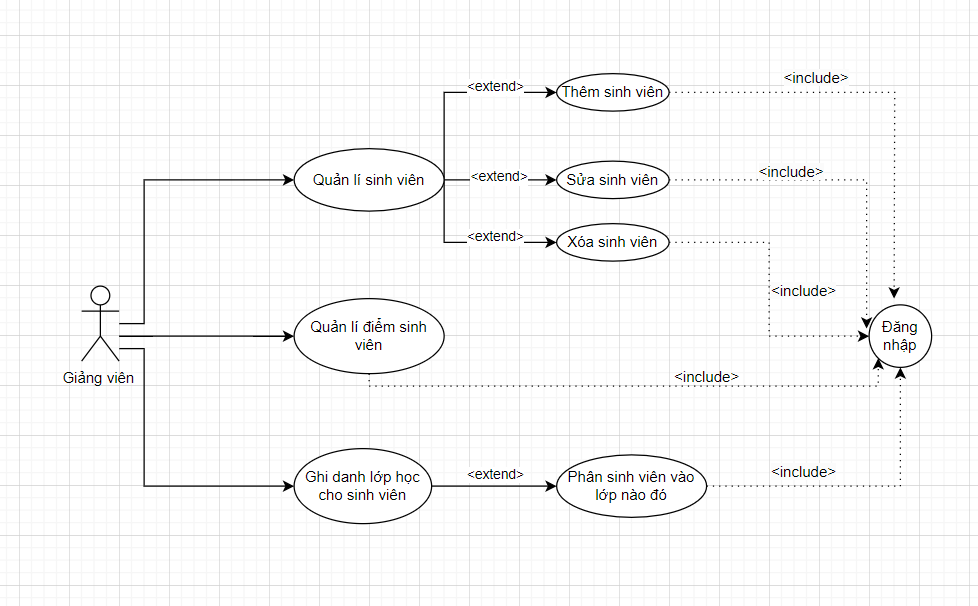 <include>
<extend>
Thêm sinh viên
<include>
<extend>
Sửa sinh viên
Quản lí sinh viên
<extend>
Xóa sinh viên
<include>
Quản lí điểm sinh
viên
Đăng
nhập
Giảng viên
<include>
Ghi danh lớp học
cho sinh viên
<extend>
Phân sinh viên vào
lớp nào đó
<include>